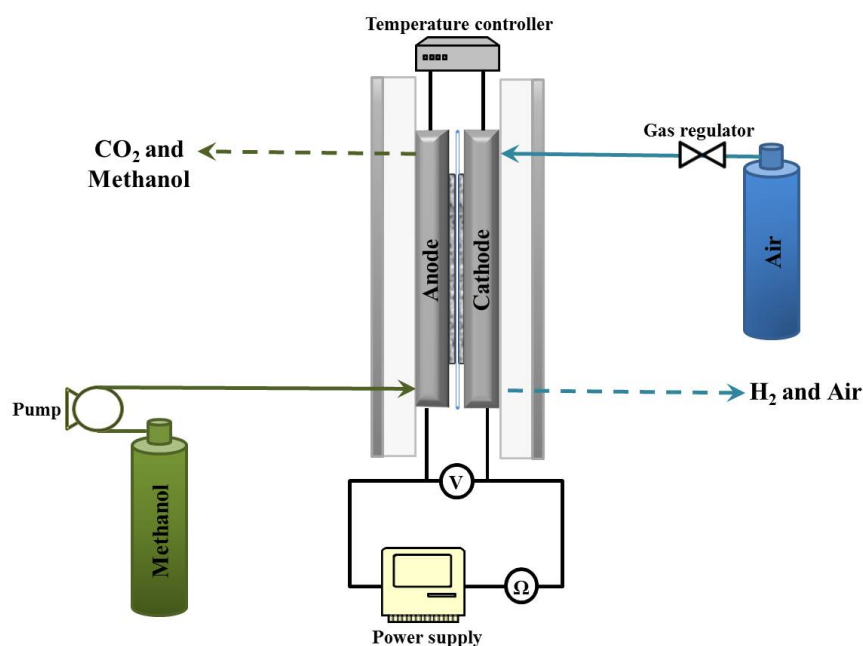 Temperature controller
Gas regulator
CO₂ and
Methanol
Air
Anode
Cathode
H₂ and Air
Pump
Methanol
V
Ω
Power supply